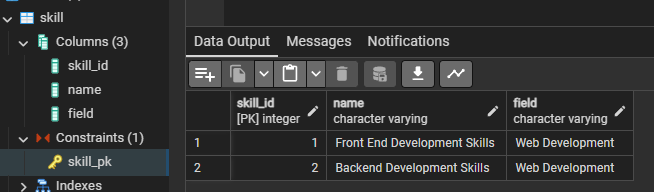 skill
Columns (3)
skill_id
name
field
Constraints (1)
skill_pk
Indexes
Data Output Messages Notifications
skill_id name field
[PK] integer character varying character varying
1 1 Front End Development Skills Web Development
2 2 Backend Development Skills Web Development